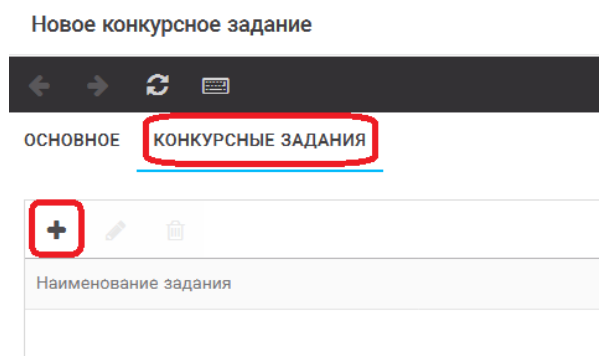 Новое конкурсное задание
ОСНОВНОЕ КОНКУРСНЫЕ ЗАДАНИЯ
Наименование задания